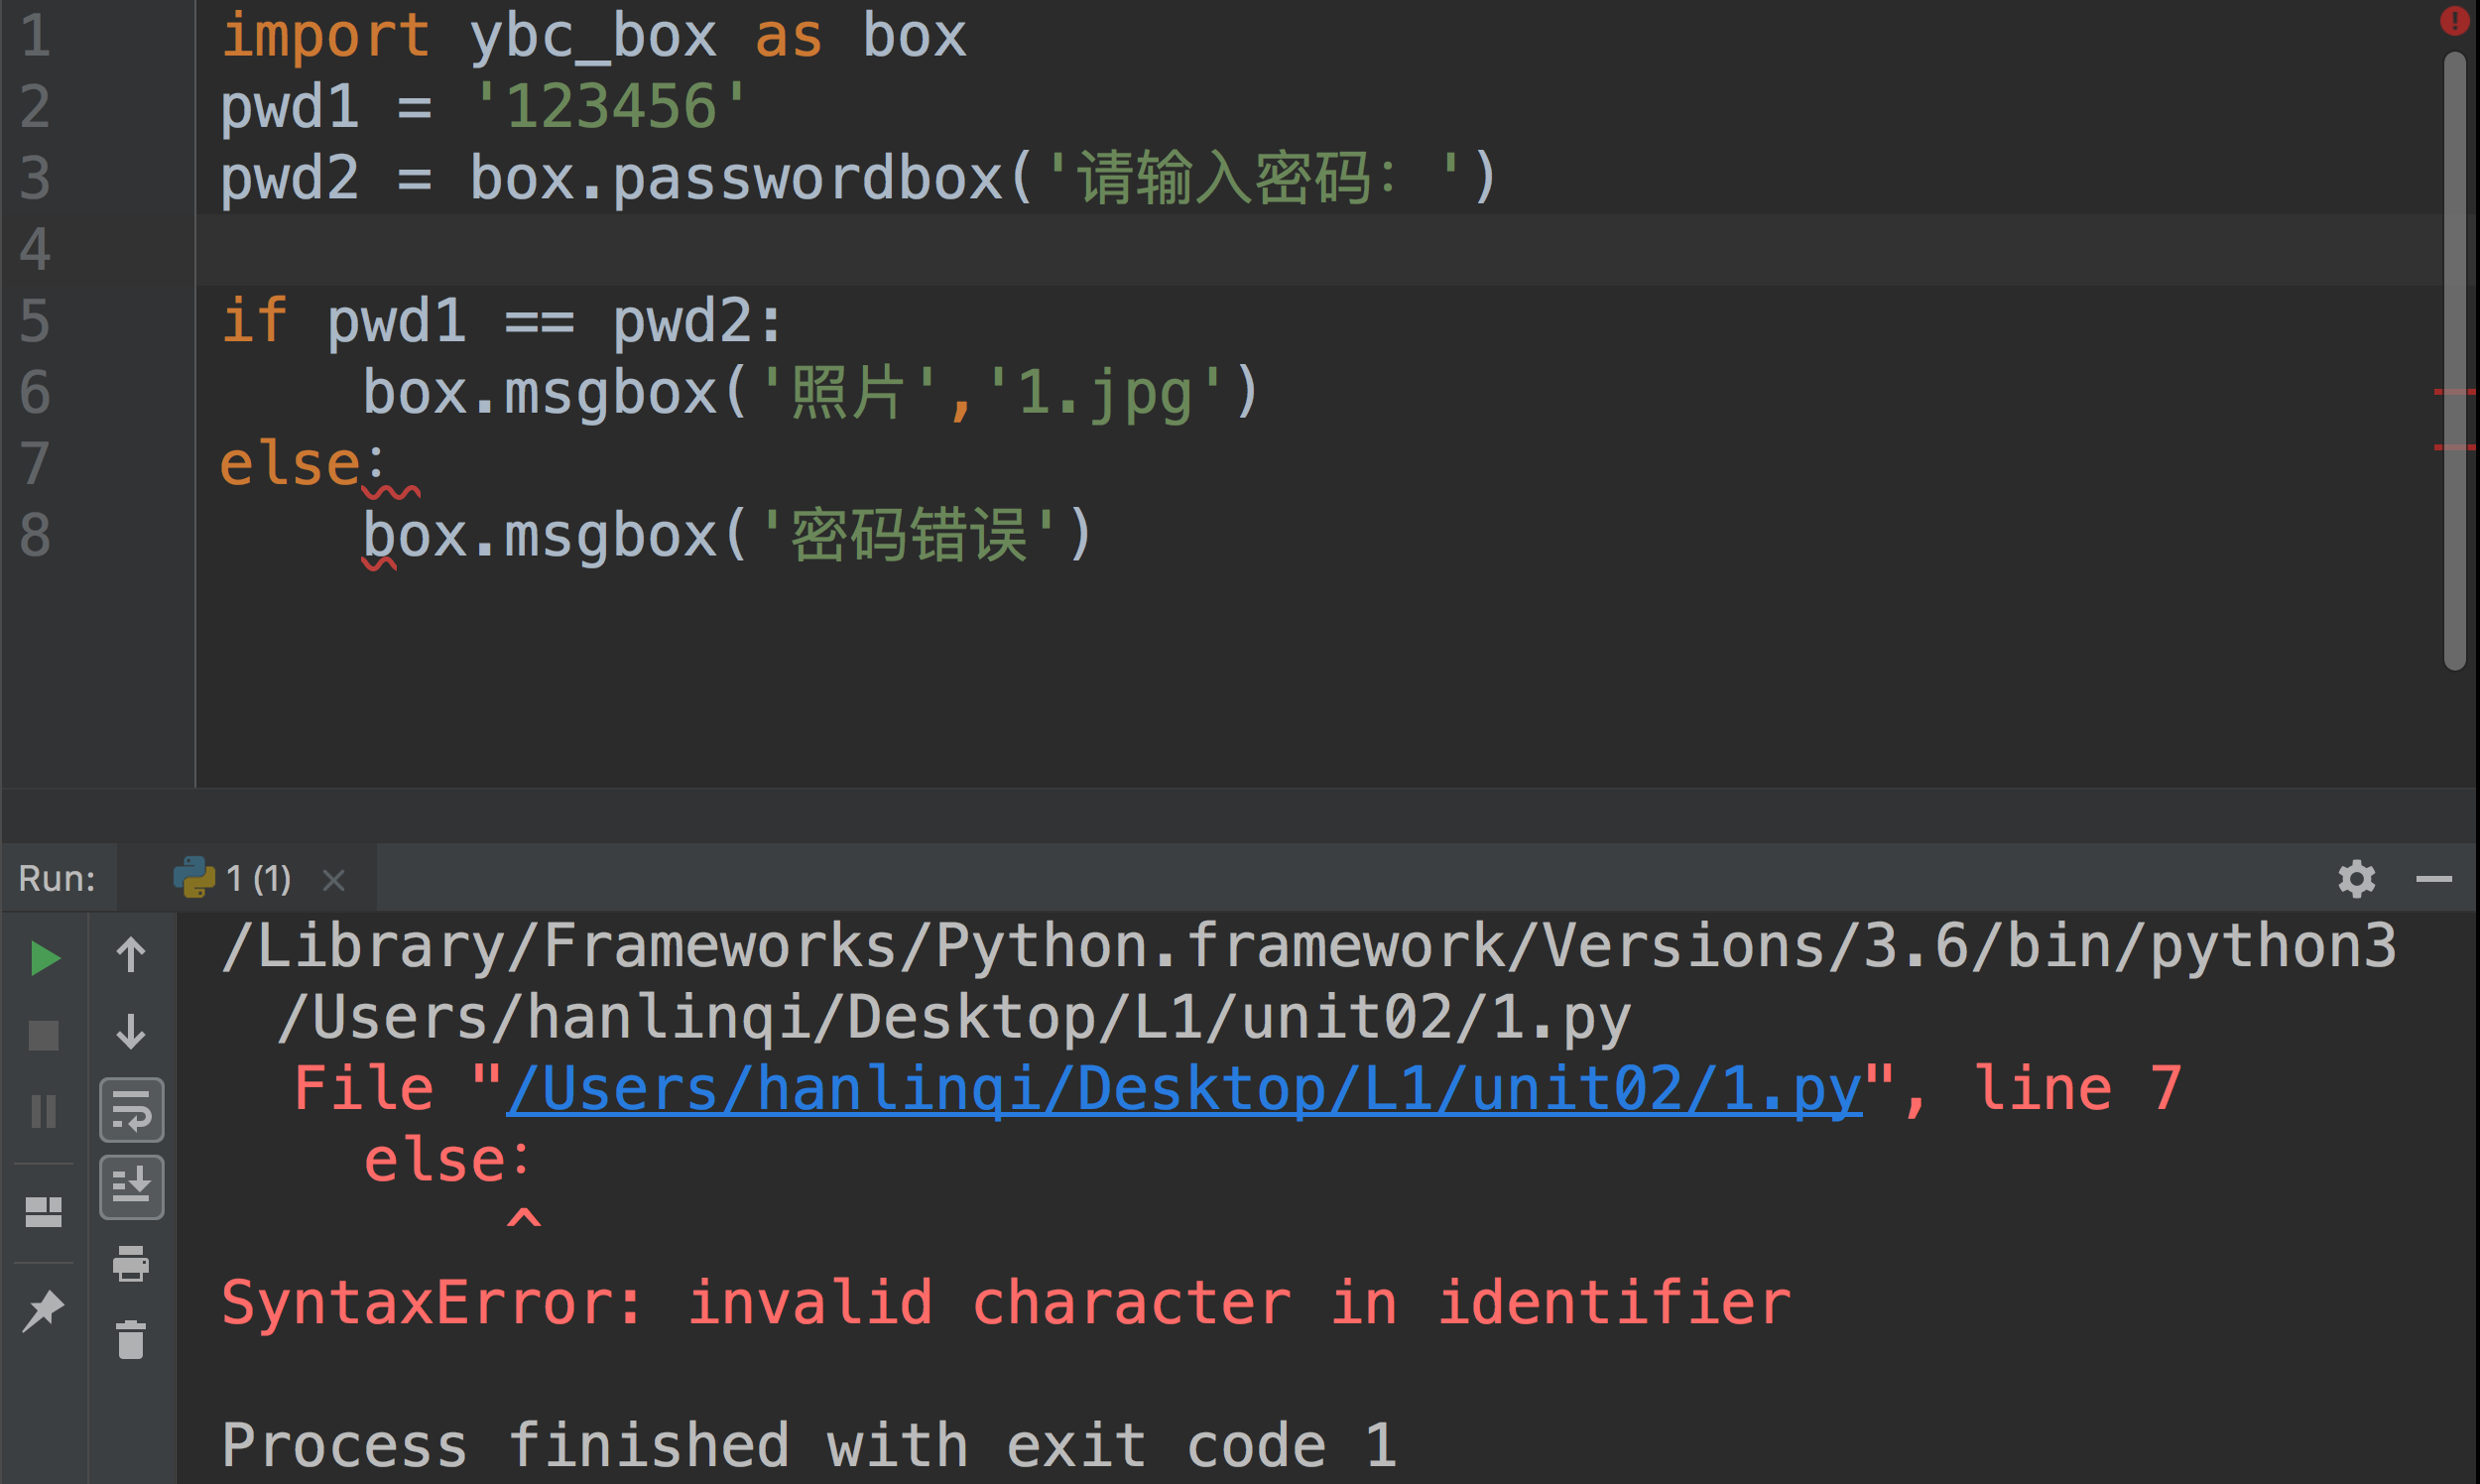 1 import ybc_box as box
2 pwd1 = '123456'
3 pwd2 = box.passwordbox('请输入密码：')
4
5 if pwd1 == pwd2:
6     box.msgbox('照片','1.jpg')
7 else：
8     box.msgbox('密码错误')
Run: 1 (1)
/Library/Frameworks/Python.framework/Versions/3.6/bin/python3
/Users/hanlinqi/Desktop/L1/unit02/1.py
File "/Users/hanlinqi/Desktop/L1/unit02/1.py", line 7
else：
^
SyntaxError: invalid character in identifier
Process finished with exit code 1